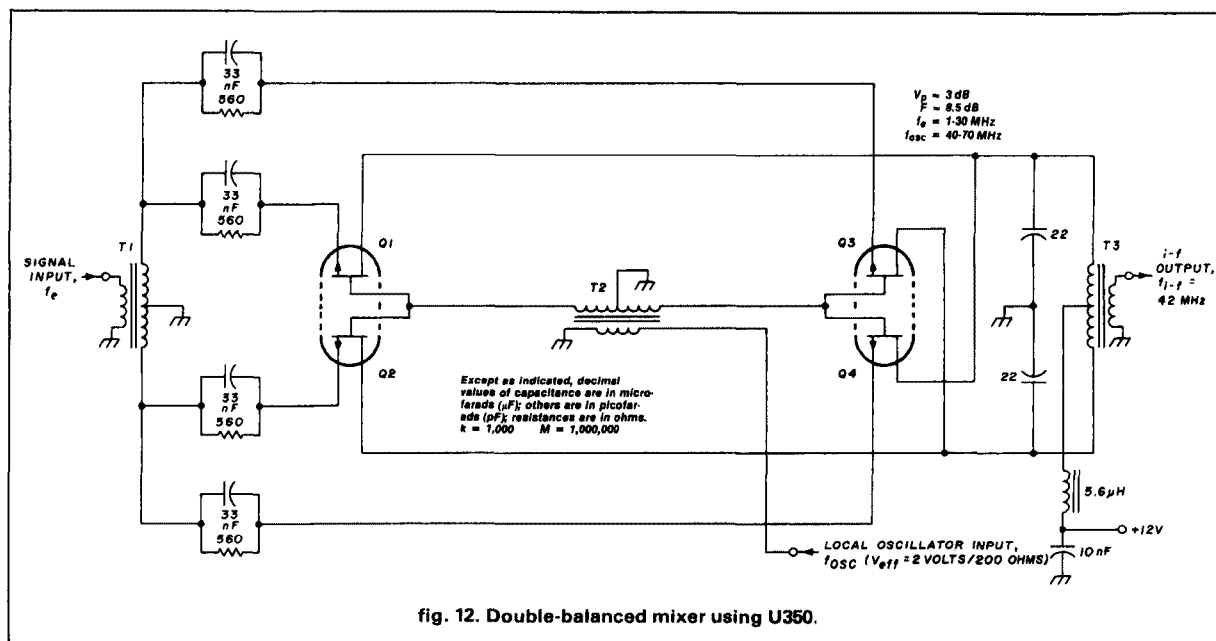 33
nF
560
33
nF
560
T1
SIGNAL
INPUT,
fe
33
nF
560
33
nF
560
Q1
Q2
T2
Q3
Q4
Vp ≈ 3 dB
F ≈ 8.5 dB
fe = 1-30 MHz
fosc = 40-70 MHz
22
22
T3
i-f
OUTPUT,
fi-f =
42 MHz
Except as indicated, decimal
values of capacitance are in micro-
farads (μF); others are in picofar-
ads (pF); resistances are in ohms.
k = 1,000 M = 1,000,000
5.6μH
+12V
10nF
LOCAL OSCILLATOR INPUT,
fOSC (Veff = 2 VOLTS/200 OHMS)
fig. 12. Double-balanced mixer using U350.